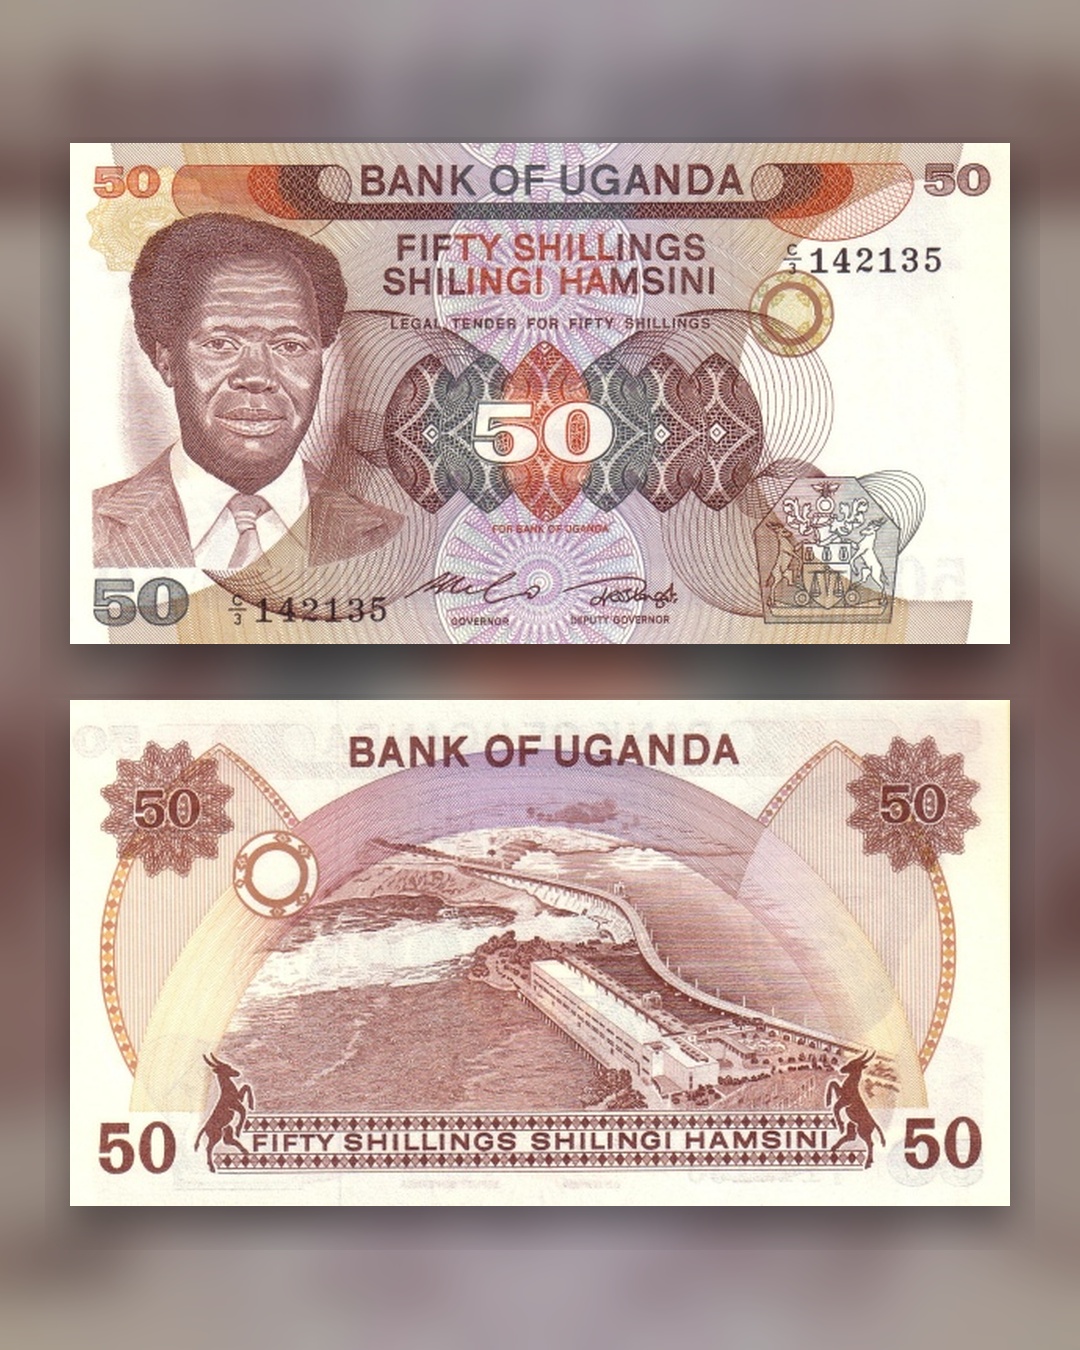 50 BANK OF UGANDA 50
FIFTY SHILLINGS
SHILINGI HAMSINI
C/3 142135
LEGAL TENDER FOR FIFTY SHILLINGS
50
FOR BANK OF UGANDA
50 C/3 142135
GOVERNOR DEPUTY GOVERNOR
BANK OF UGANDA
50 50
50 FIFTY SHILLINGS SHILINGI HAMSINI 50